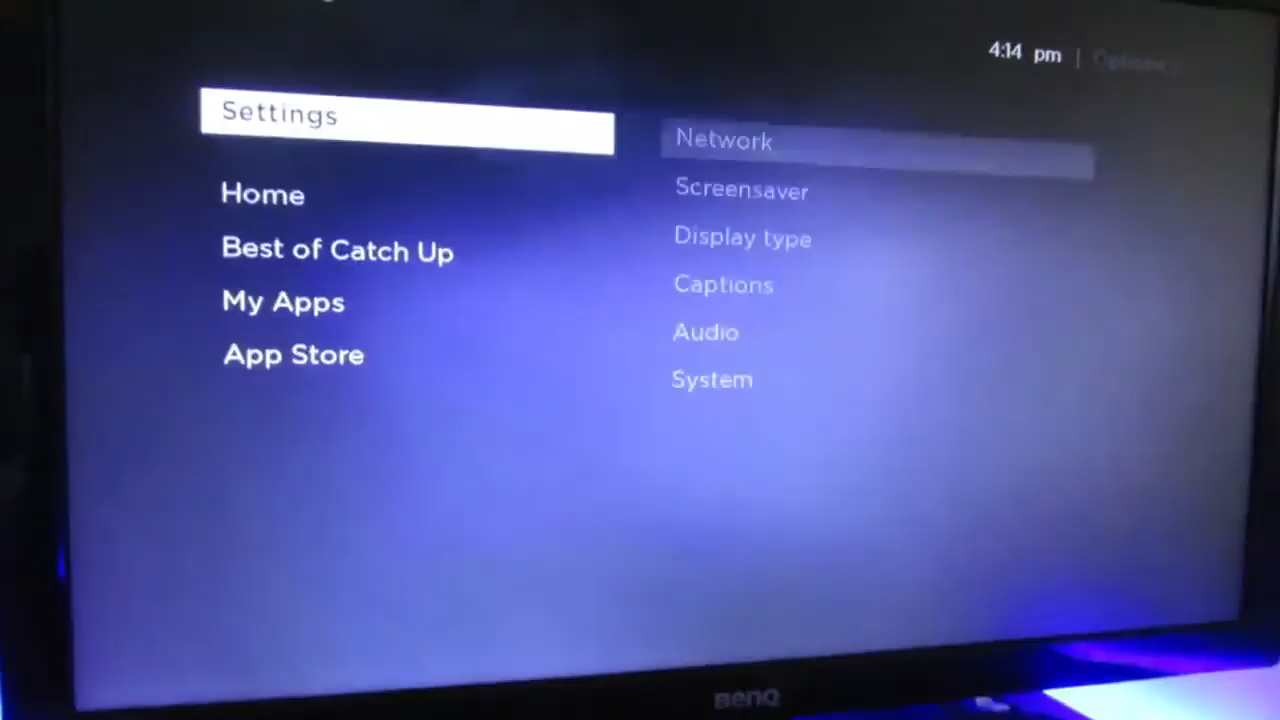 4:14 pm | Options
Settings
Home
Best of Catch Up
My Apps
App Store
Network
Screensaver
Display type
Captions
Audio
System
BenQ